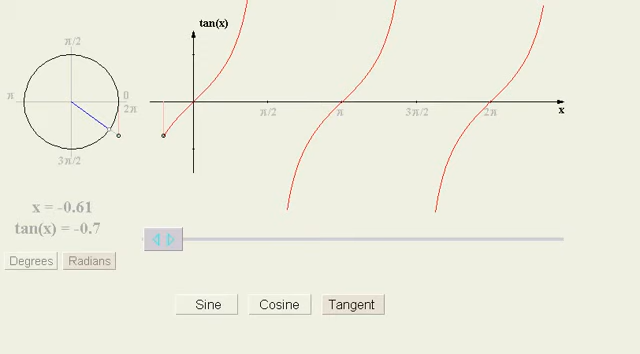 tan(x)
π/2
π
0
2π
3π/2
π/2
π
3π/2
2π
x
x = -0.61
tan(x) = -0.7
Degrees
Radians
Sine
Cosine
Tangent